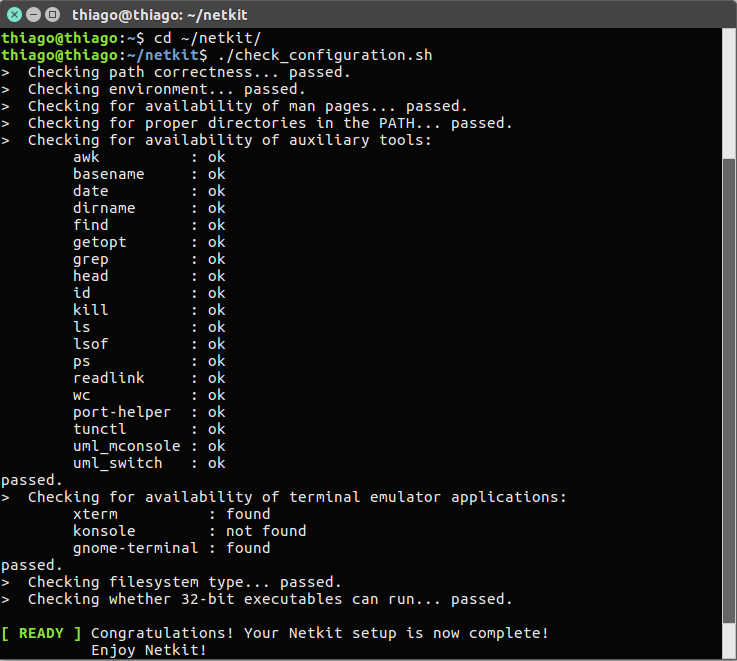 thiago@thiago: ~/netkit
thiago@thiago:~$ cd ~/netkit/
thiago@thiago:~/netkit$ ./check_configuration.sh
>  Checking path correctness... passed.
>  Checking environment... passed.
>  Checking for availability of man pages... passed.
>  Checking for proper directories in the PATH... passed.
>  Checking for availability of auxiliary tools:
        awk          : ok
        basename     : ok
        date         : ok
        dirname      : ok
        find         : ok
        getopt       : ok
        grep         : ok
        head         : ok
        id           : ok
        kill         : ok
        ls           : ok
        lsof         : ok
        ps           : ok
        readlink     : ok
        wc           : ok
        port-helper  : ok
        tunctl       : ok
        uml_mconsole : ok
        uml_switch   : ok
passed.
>  Checking for availability of terminal emulator applications:
        xterm          : found
        konsole        : not found
        gnome-terminal : found
passed.
>  Checking filesystem type... passed.
>  Checking whether 32-bit executables can run... passed.
[ READY ] Congratulations! Your Netkit setup is now complete!
          Enjoy Netkit!